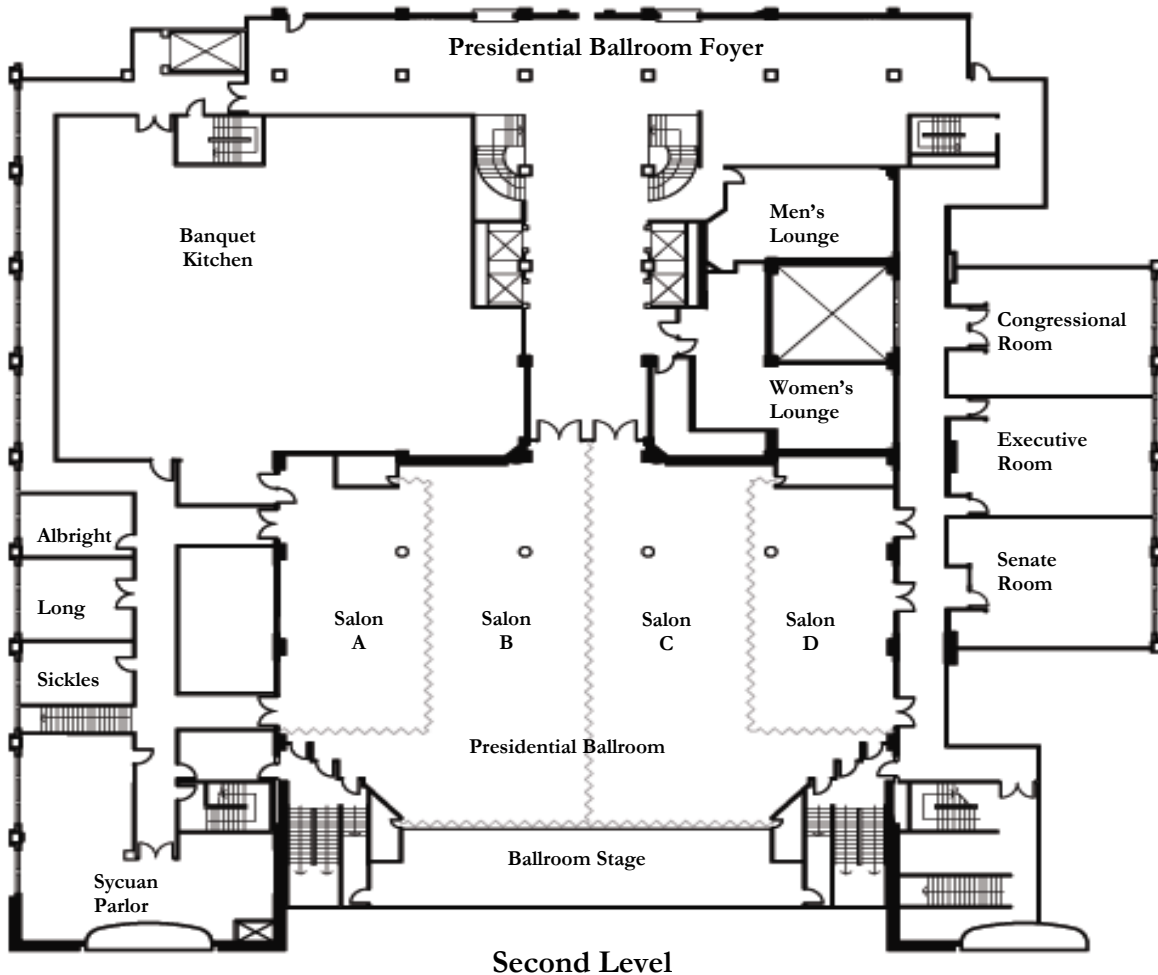 Presidential Ballroom Foyer
Men's
Lounge
Banquet
Kitchen
Congressional
Room
Women's
Lounge
Executive
Room
Albright
Senate
Room
Long
Salon
A
Salon
B
Salon
C
Salon
D
Sickles
Presidential Ballroom
Ballroom Stage
Sycuan
Parlor
Second Level